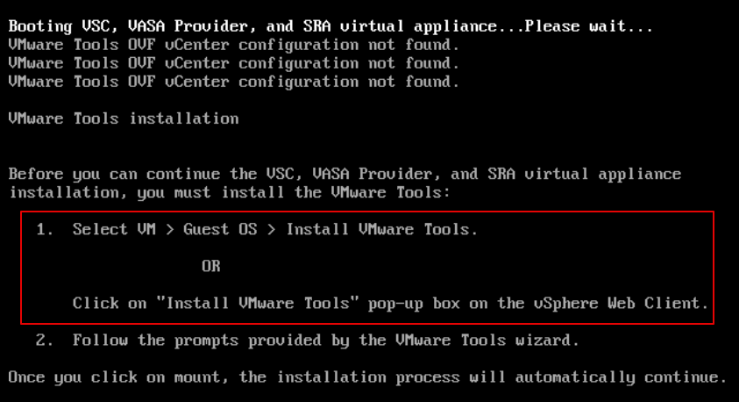 Booting VSC, VASA Provider, and SRA virtual appliance...Please wait...
VMware Tools OVF vCenter configuration not found.
VMware Tools OVF vCenter configuration not found.
VMware Tools OVF vCenter configuration not found.
VMware Tools installation
Before you can continue the VSC, VASA Provider, and SRA virtual appliance
installation, you must install the VMware Tools:
1. Select VM > Guest OS > Install VMware Tools.
OR
Click on "Install VMware Tools" pop-up box on the vSphere Web Client.
2. Follow the prompts provided by the VMware Tools wizard.
Once you click on mount, the installation process will automatically continue.